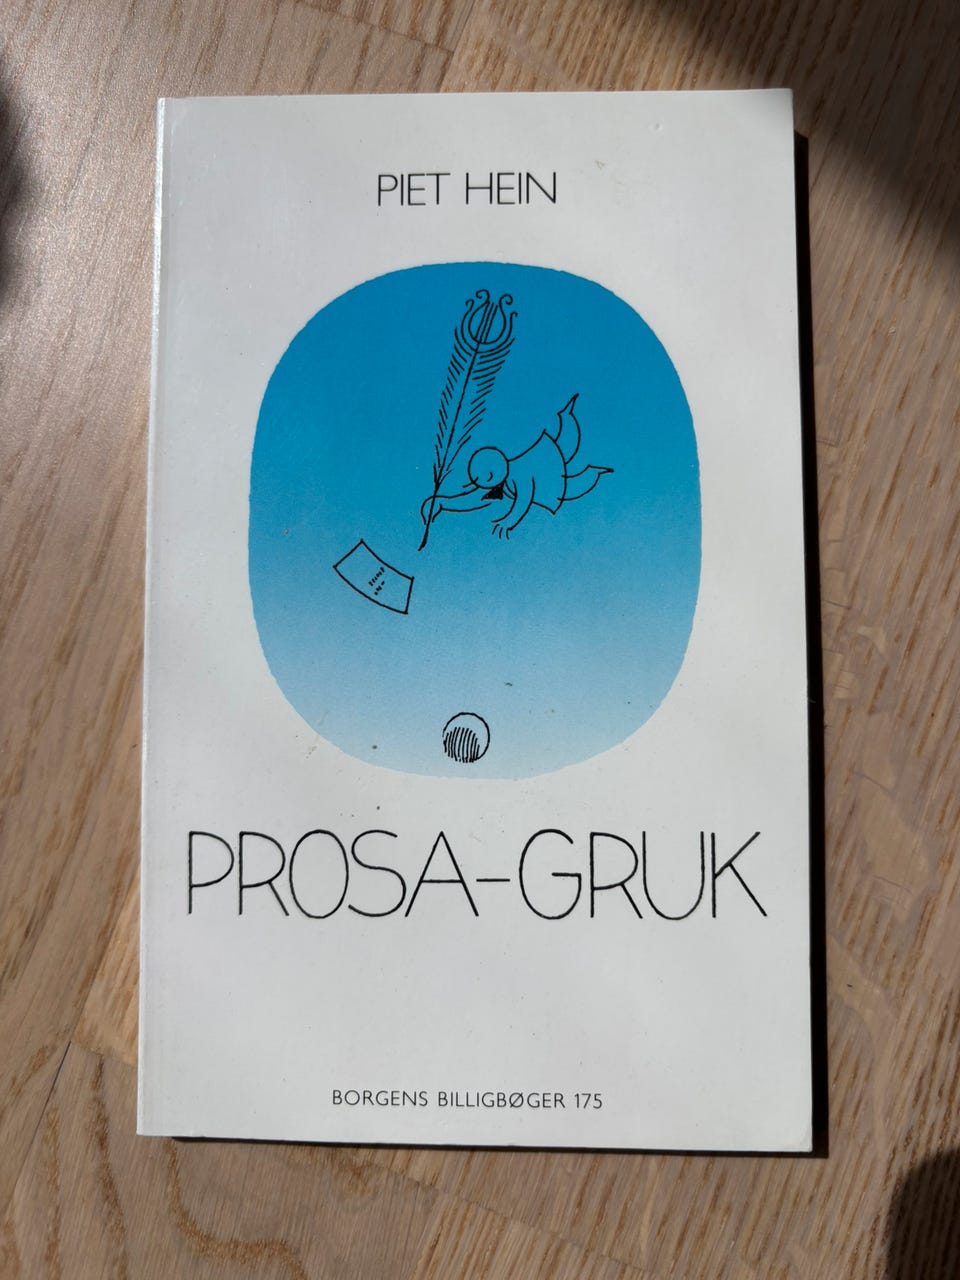 PIET HEIN
PROSA-GRUK
BORGENS BILLIGBØGER 175